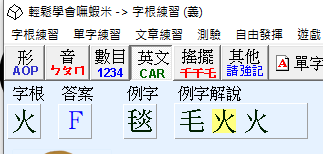 輕鬆學會嘸蝦米 -> 字根練習 (義)
字根練習 單字練習 文章練習 測驗 自由發揮 遊戲
形 音 數目 英文 搖擺 其他 A 單字
AOP ㄅㄆㄇ 1234 CAR 千千毛 請強記
字根 答案 例字 例字解說
火 F 毯 毛 火 火